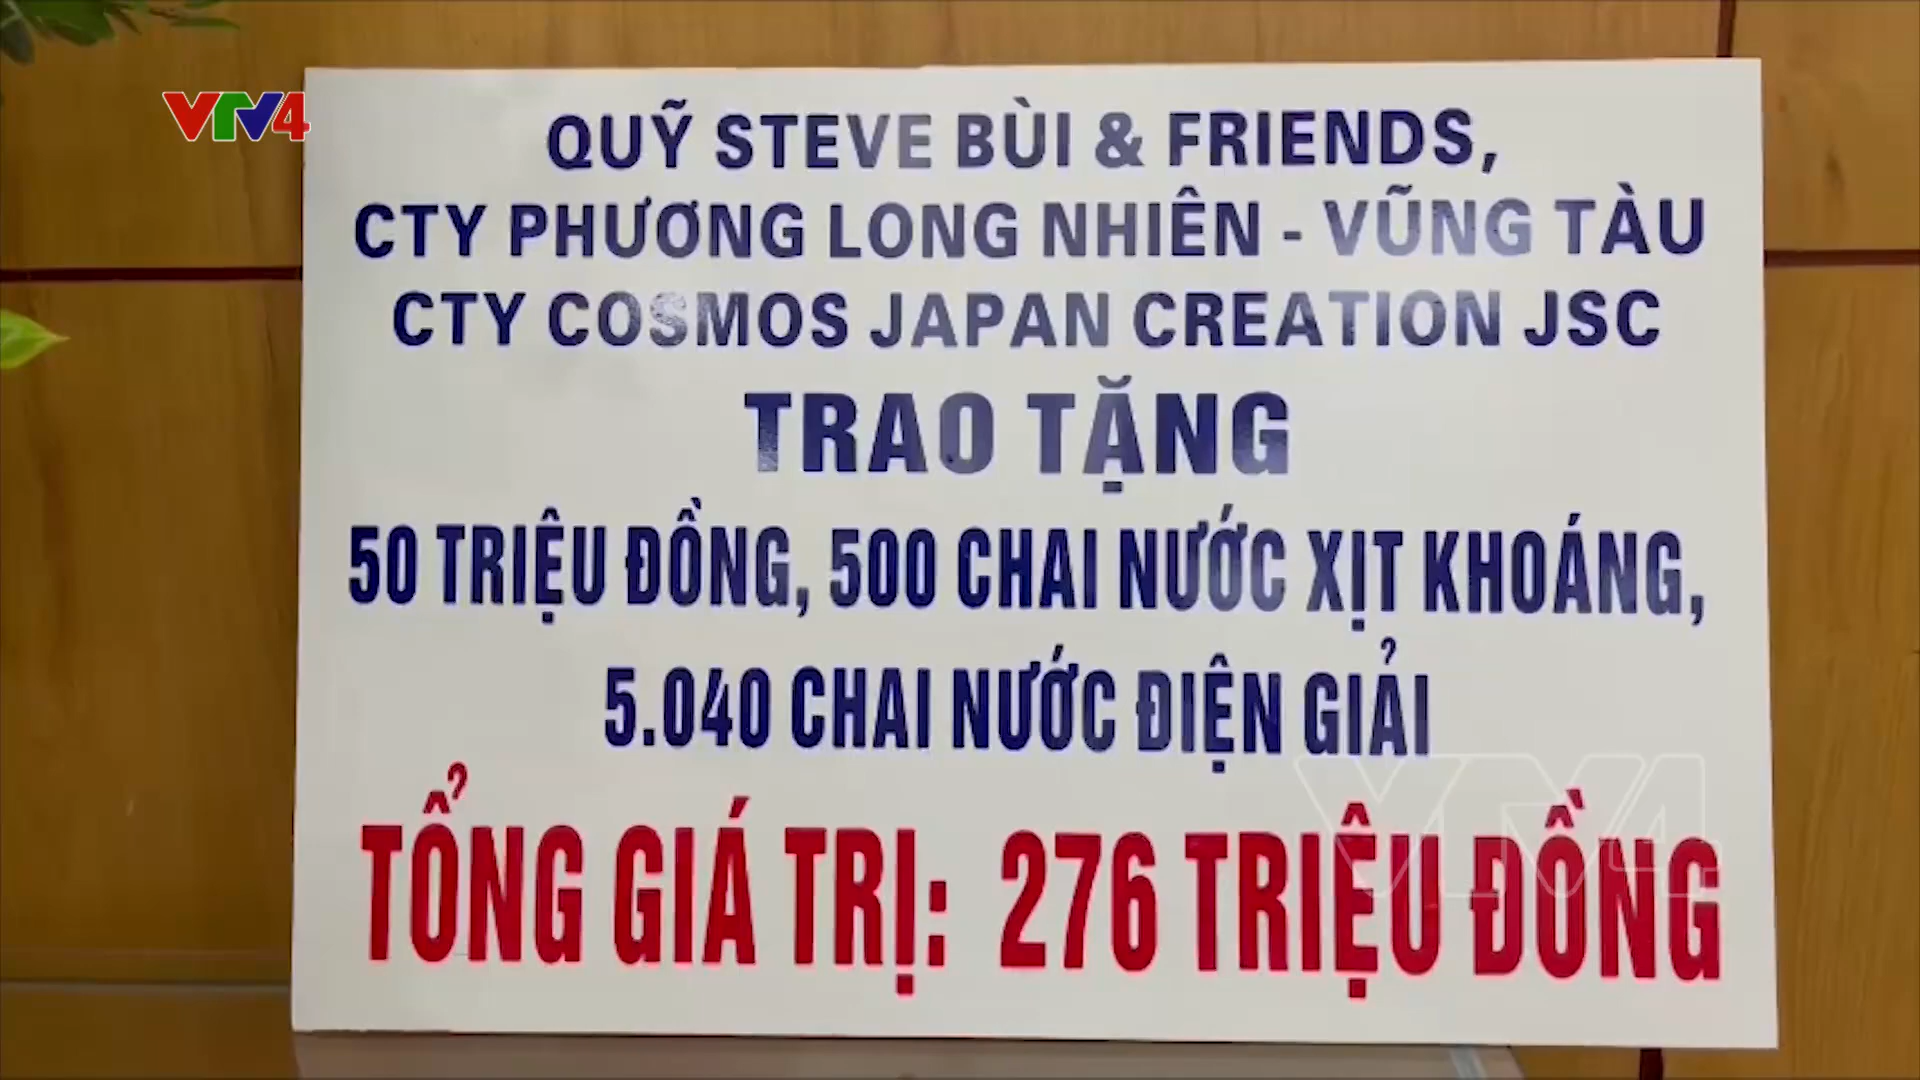 VTV4
QUỸ STEVE BÙI & FRIENDS,
CTY PHƯƠNG LONG NHIÊN - VŨNG TÀU
CTY COSMOS JAPAN CREATION JSC
TRAO TẶNG
50 TRIỆU ĐỒNG, 500 CHAI NƯỚC XỊT KHOÁNG,
5.040 CHAI NƯỚC ĐIỆN GIẢI
TỔNG GIÁ TRỊ: 276 TRIỆU ĐỒNG
VTV4